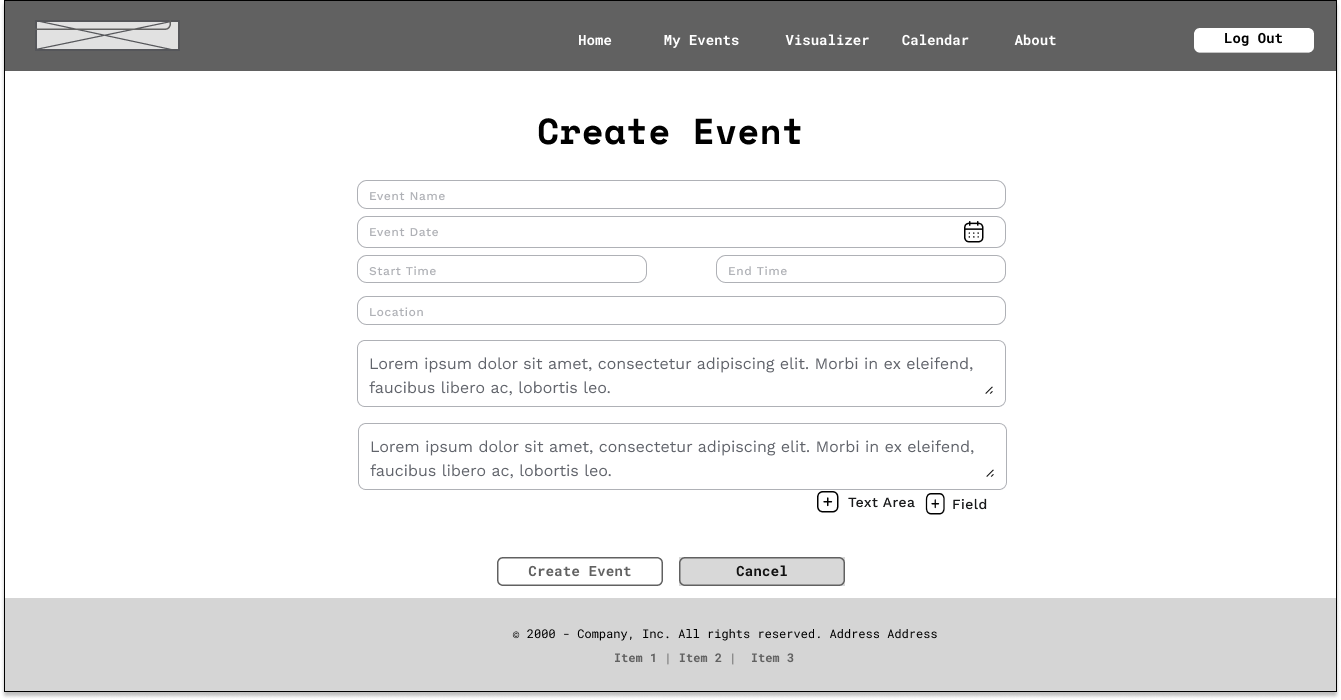 Home My Events Visualizer Calendar About Log Out
Create Event
Event Name
Event Date
Start Time End Time
Location
Lorem ipsum dolor sit amet, consectetur adipiscing elit. Morbi in ex eleifend,
faucibus libero ac, lobortis leo.
Lorem ipsum dolor sit amet, consectetur adipiscing elit. Morbi in ex eleifend,
faucibus libero ac, lobortis leo.
+ Text Area + Field
Create Event Cancel
© 2000 - Company, Inc. All rights reserved. Address Address
Item 1 | Item 2 | Item 3